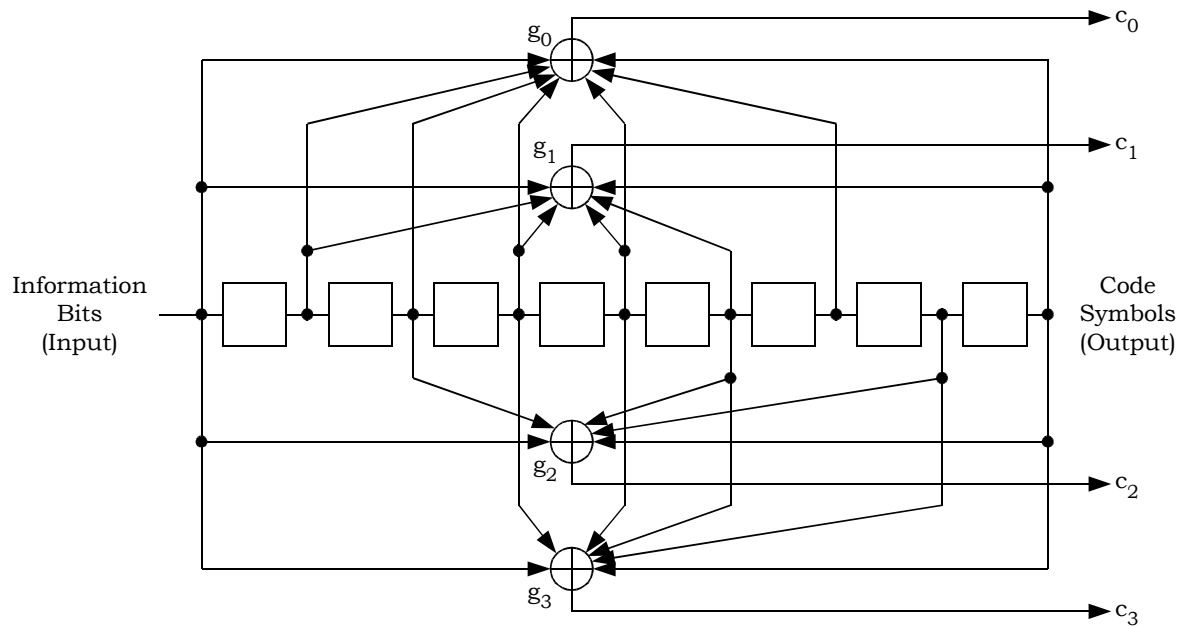 g0
c0
g1
c1
Information
Bits
(Input)
Code
Symbols
(Output)
g2
c2
g3
c3